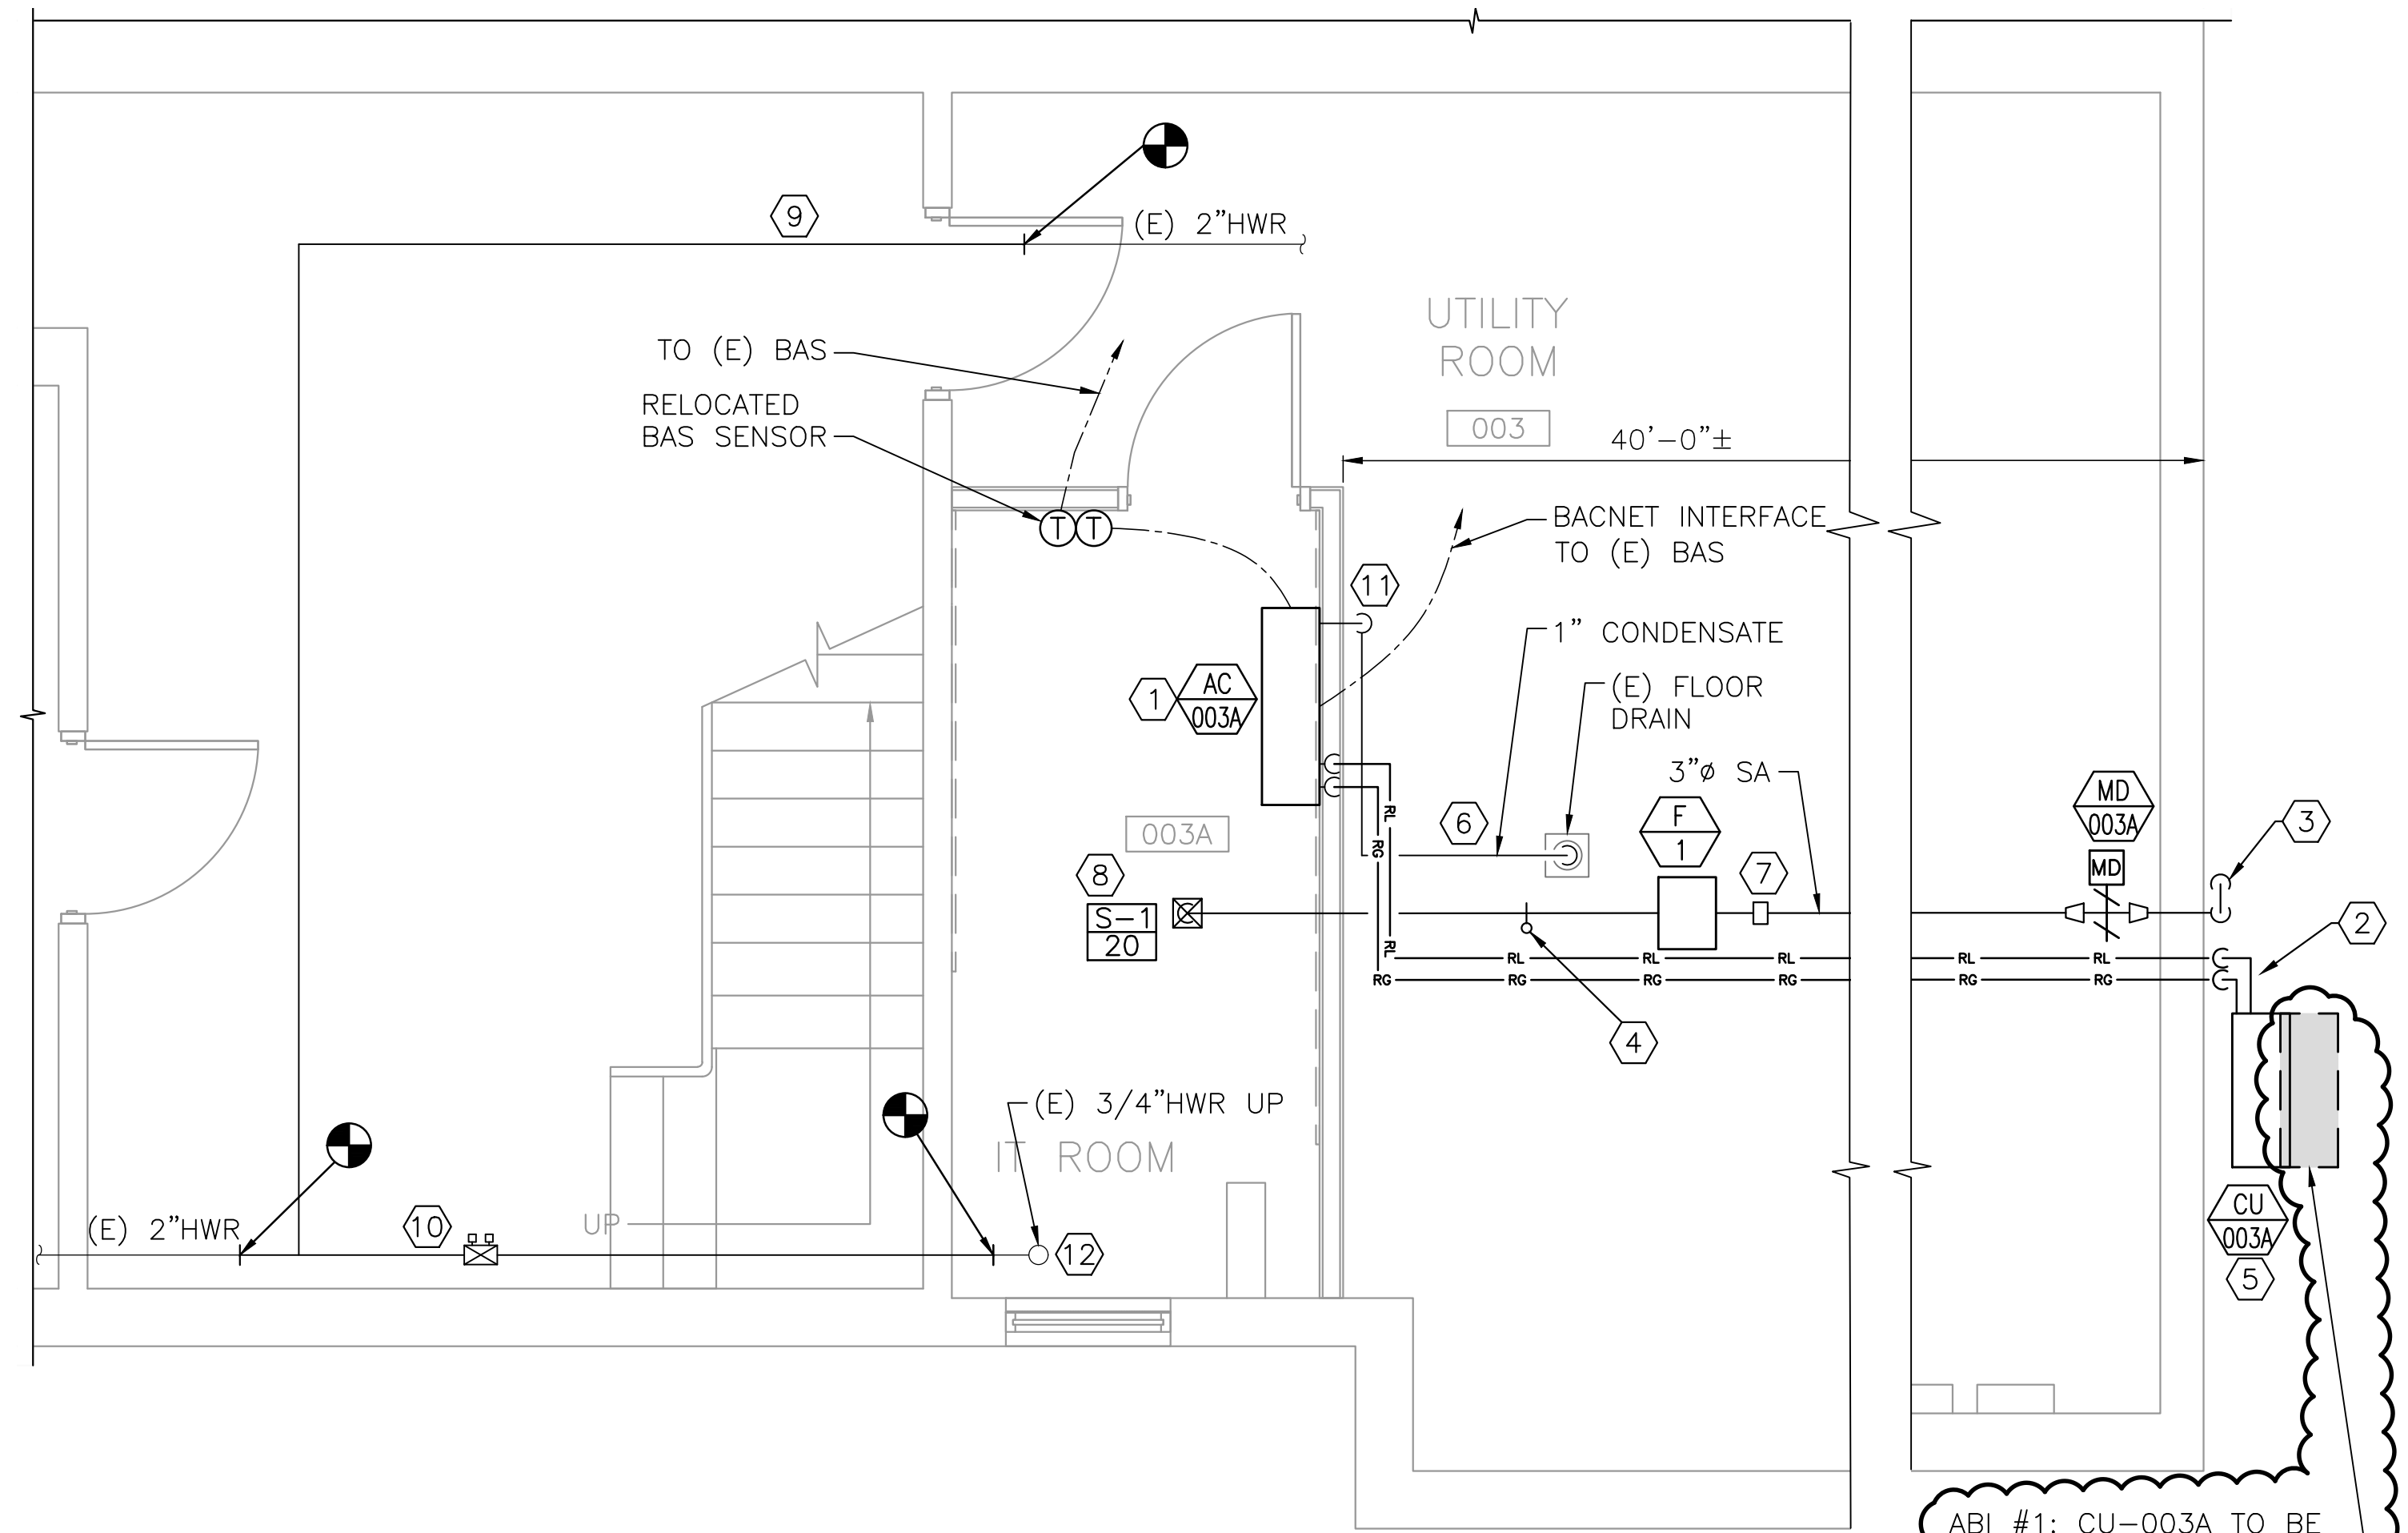 9
(E) 2"HWR
TO (E) BAS
RELOCATED
BAS SENSOR
UTILITY
ROOM
003
40'-0"±
T T
BACNET INTERFACE
TO (E) BAS
11
1" CONDENSATE
1
AC
003A
(E) FLOOR
DRAIN
3"ø SA
RL
RG
RL
6
F
1
7
MD
003A
MD
3
003A
8
S-1
20
2
RL RL RL RL RL
RG RG RG RG RG RG
4
(E) 3/4"HWR UP
IT ROOM
CU
003A
5
(E) 2"HWR
10
UP
12
ABI #1: CU-003A TO BE